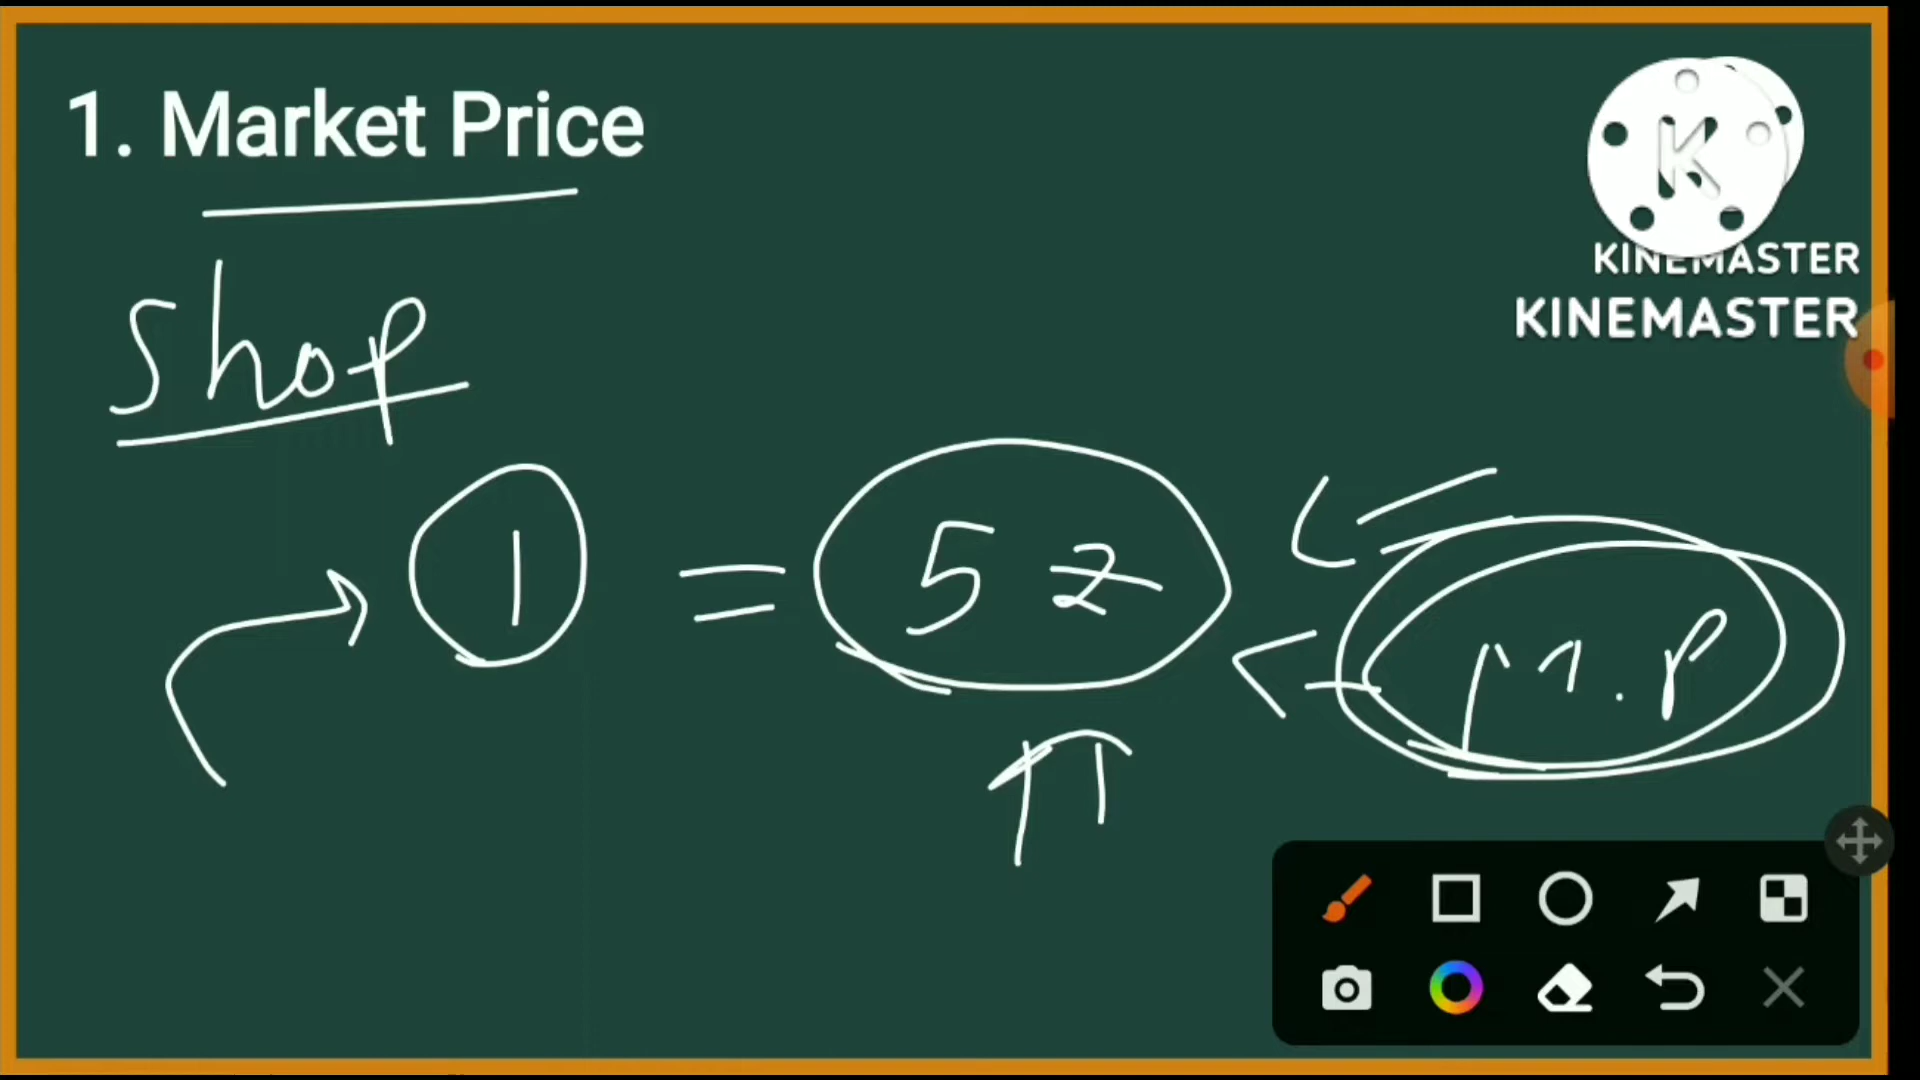 1. Market Price
KINEMASTER
KINEMASTER
Shop
1 = 5
M.P